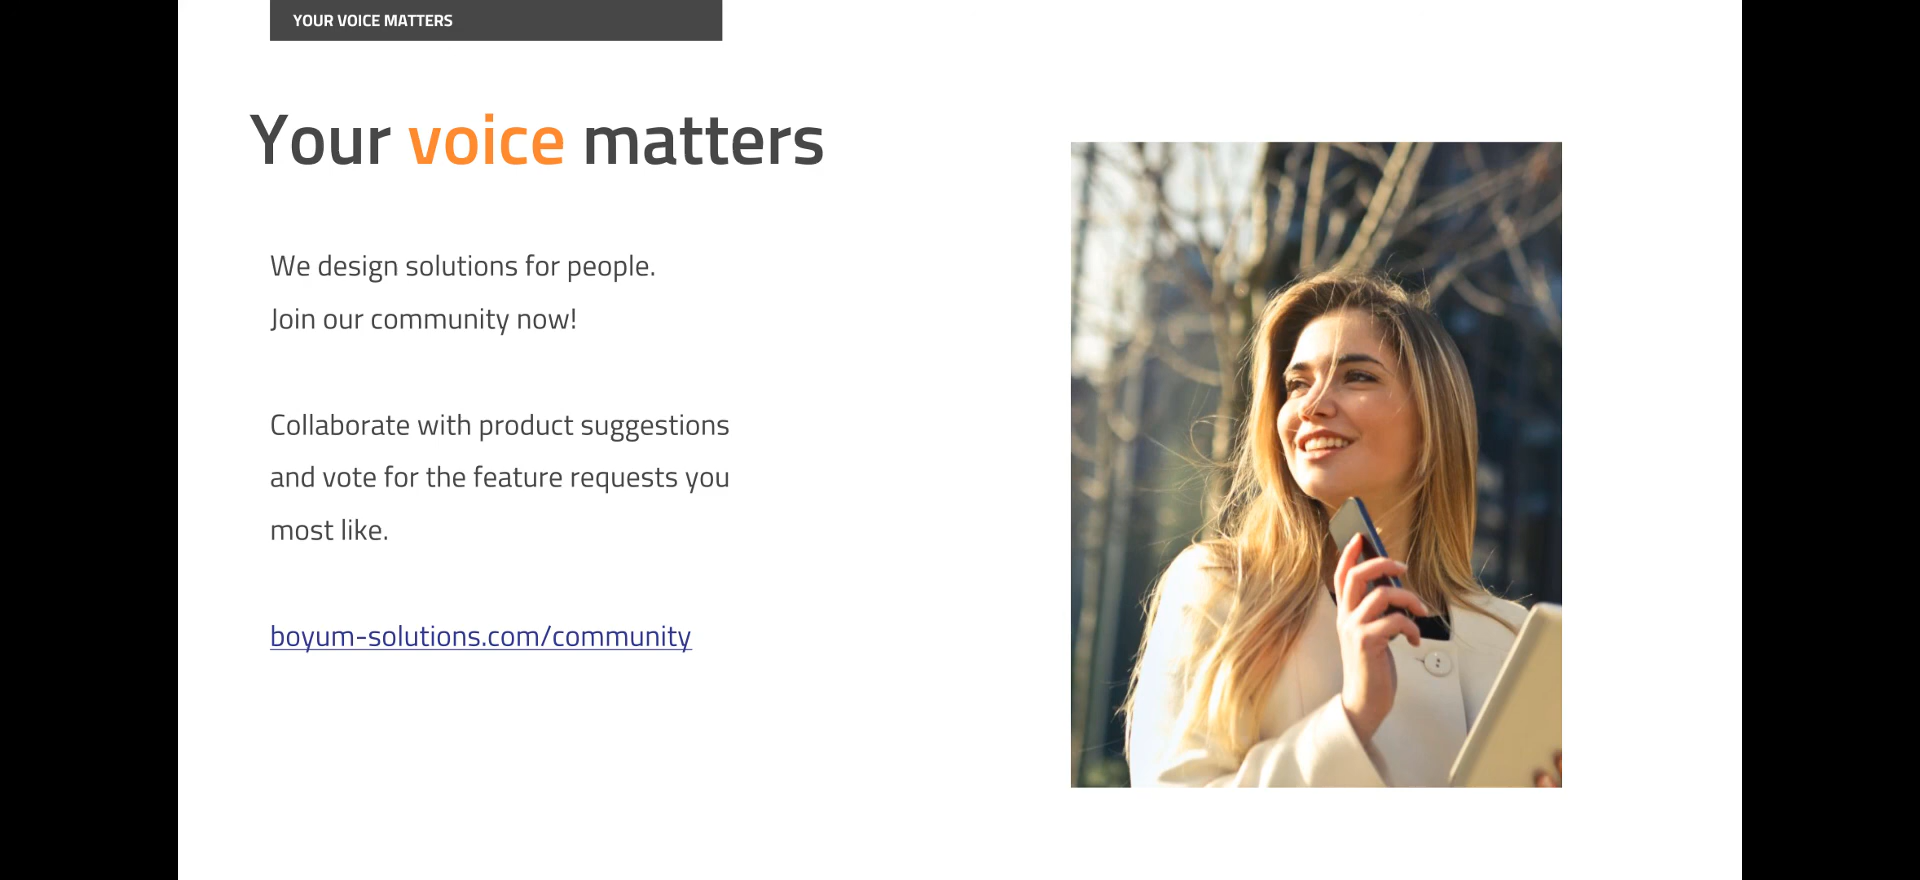 YOUR VOICE MATTERS
Your voice matters
We design solutions for people.
Join our community now!
Collaborate with product suggestions
and vote for the feature requests you
most like.
boyum-solutions.com/community